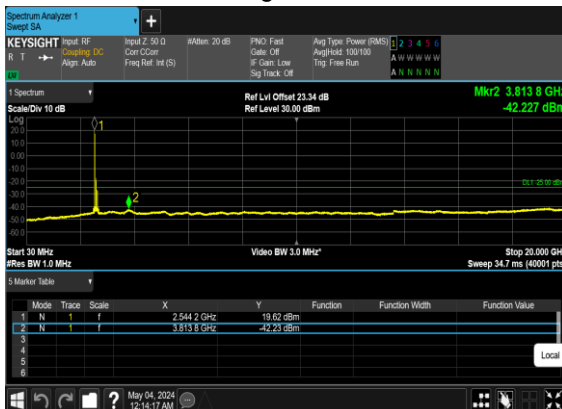 Spectrum Analyzer 1
Swept SA
+
KEYSIGHT Input: RF Input Z: 50 Ω #Atten: 20 dB PNO: Fast Avg Type: Power (RMS) 1 2 3 4 5 6
R T Coupling: DC Corr CCorr Gate: Off Avg|Hold: 100/100 A W W W W W
Align: Auto Freq Ref: Int (S) IF Gain: Low Trig: Free Run A N N N N N
LXI Sig Track: Off
1 Spectrum Ref Lvl Offset 23.34 dB Mkr2 3.813 8 GHz
Scale/Div 10 dB Ref Level 30.00 dBm -42.227 dBm
Log
20.0
10.0
0.00
-10.0
-20.0
-30.0
-40.0
-50.0
-60.0
1
2
DL1 -25.00 dBm
Start 30 MHz Video BW 3.0 MHz* Stop 20.000 GHz
#Res BW 1.0 MHz Sweep 34.7 ms (40001 pts)
5 Marker Table
Mode Trace Scale X Y Function Function Width Function Value
1 N 1 f 2.544 2 GHz 19.62 dBm
2 N 1 f 3.813 8 GHz -42.23 dBm
3
4
5
6
Local
? May 04, 2024
12:14:17 AM